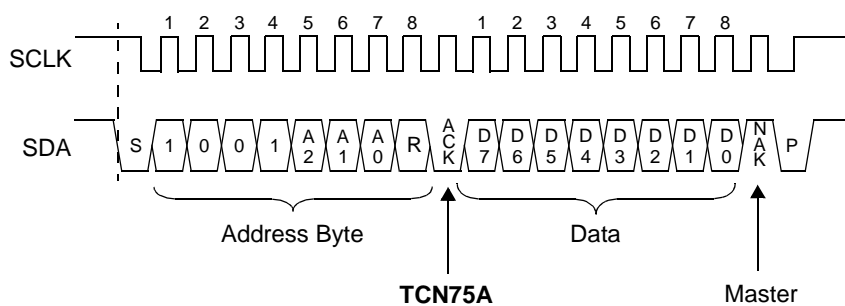 1 2 3 4 5 6 7 8 1 2 3 4 5 6 7 8
SCLK
SDA
S 1 0 0 1 A2 A1 A0 R ACK D7 D6 D5 D4 D3 D2 D1 D0 NAK P
Address Byte Data
TCN75A Master